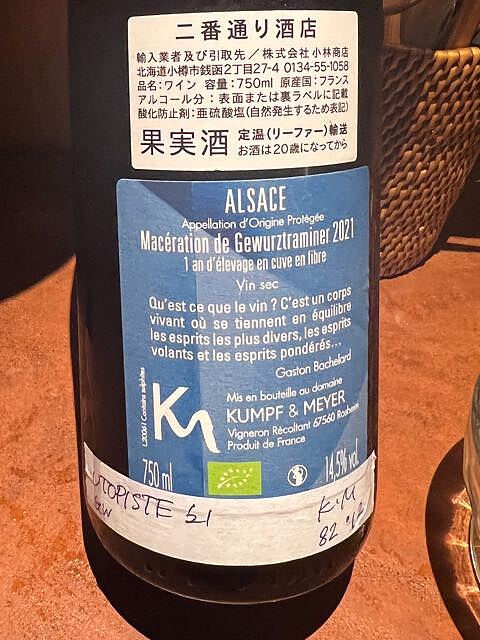 二番通り酒店
輸入業者及び引取先/株式会社 小林商店
北海道小樽市銭函2丁目27-4 0134-55-1058
品名:ワイン 容量:750ml 原産国:フランス
アルコール分:表面または裏ラベルに記載
酸化防止剤:亜硫酸塩(自然発生するため表記)
果実酒 定温(リーファー)輸送
お酒は20歳になってから
ALSACE
Appellation d'Origine Protégée
Macération de Gewurztraminer 2021
1 an d'élevage en cuve en libre
Vin sec
Qu'est ce que le vin ? C'est un corps
vivant où se tiennent en équilibre
les esprits les plus divers, les esprits
volants et les esprits pondérés...
Gaston Bachelard
Contains sulphites
KM
Mis en bouteille au domaine
KUMPF & MEYER
Vigneron Récoltant 67560 Rosheim
Produit de France
750 ml
14,5% vol.
UTOPISTE
GW
K.M